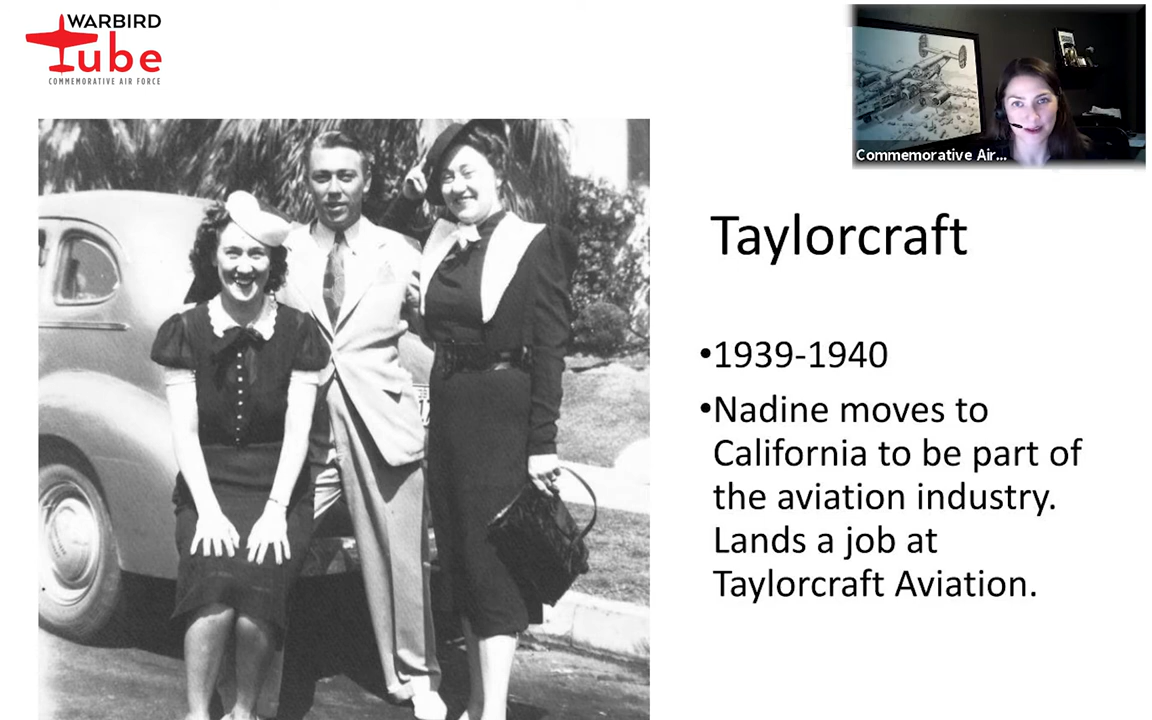 WARBIRD
Tube
COMMEMORATIVE AIR FORCE
Commemorative Air...
Taylorcraft
•1939-1940
•Nadine moves to
California to be part of
the aviation industry.
Lands a job at
Taylorcraft Aviation.